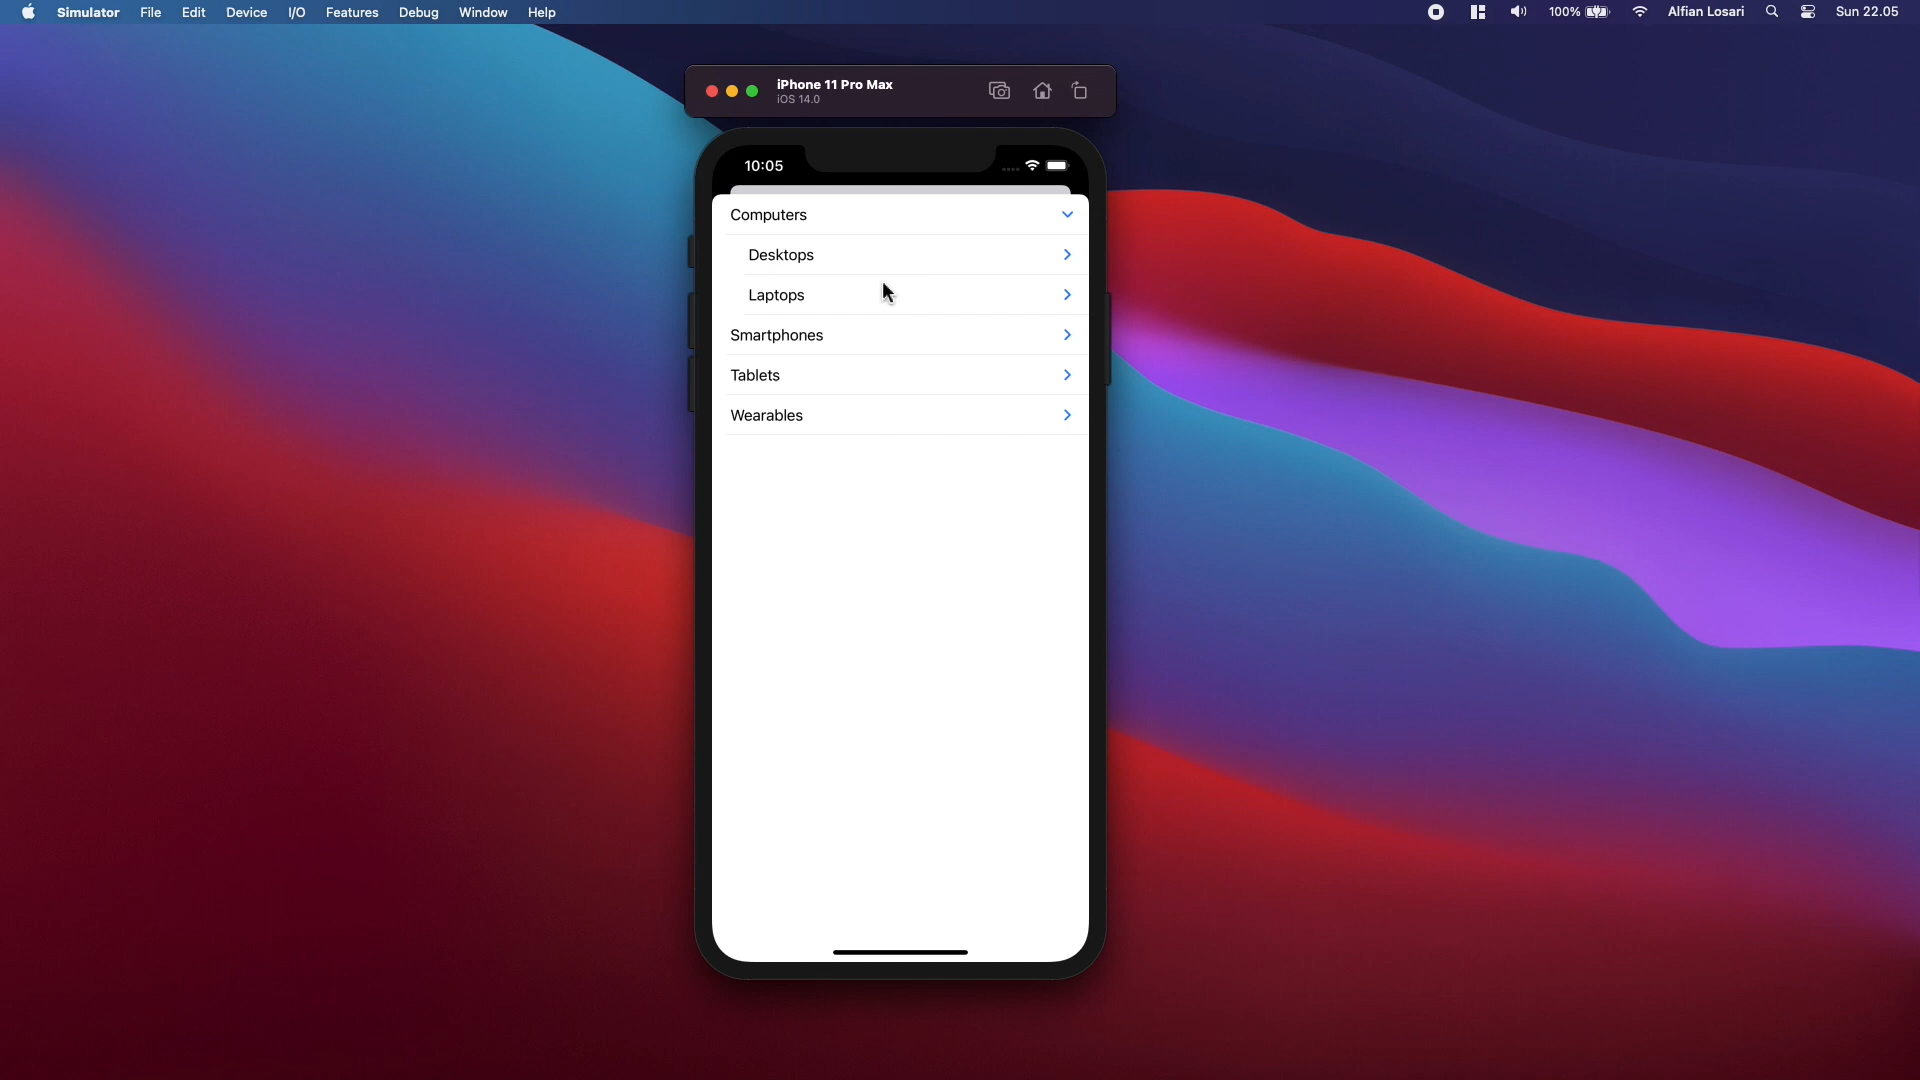 Simulator File Edit Device I/O Features Debug Window Help 100% Alfian Losari Sun 22.05
iPhone 11 Pro Max
iOS 14.0
10:05
Computers
Desktops
Laptops
Smartphones
Tablets
Wearables